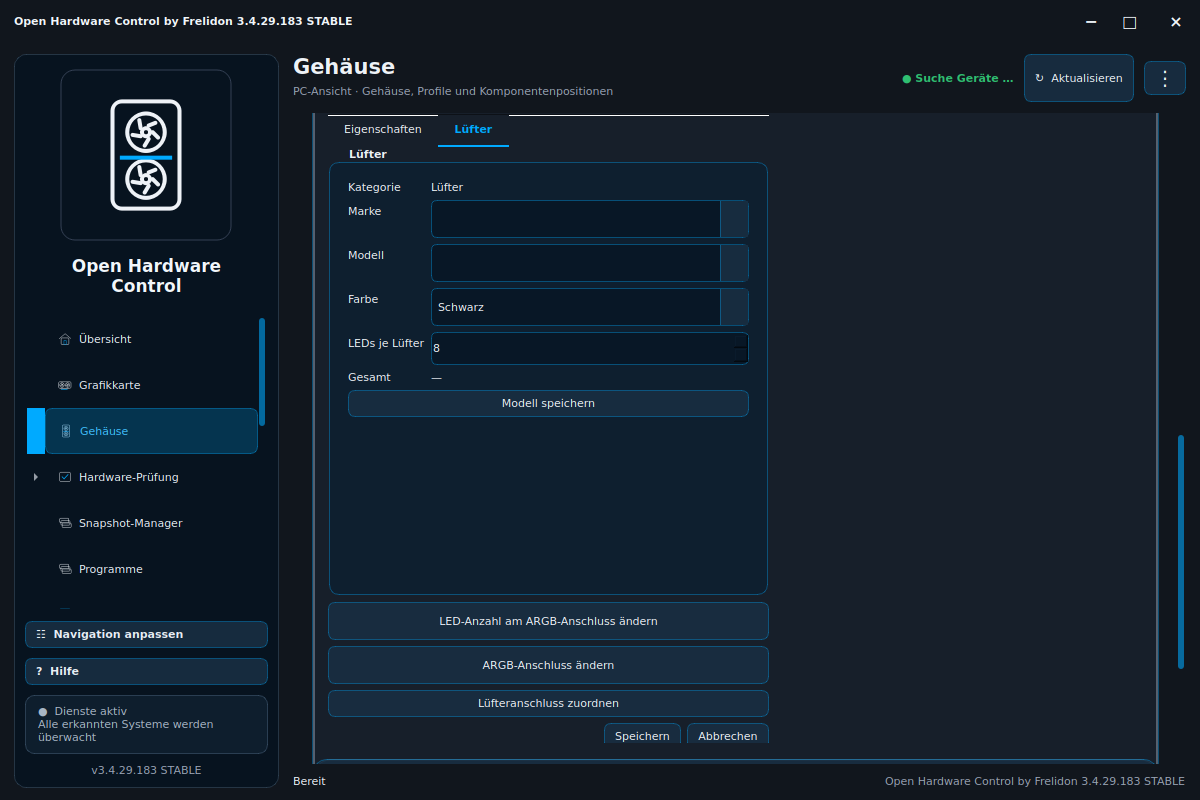 Open Hardware Control by Frelidon 3.4.29.183 STABLE
Open Hardware
Control
Übersicht
Grafikkarte
Gehäuse
Hardware-Prüfung
Snapshot-Manager
Programme
Navigation anpassen
? Hilfe
Dienste aktiv
Alle erkannten Systeme werden
überwacht
v3.4.29.183 STABLE
Gehäuse
PC-Ansicht · Gehäuse, Profile und Komponentenpositionen
Suche Geräte …
Aktualisieren
Eigenschaften
Lüfter
Lüfter
Kategorie Lüfter
Marke
Modell
Farbe Schwarz
LEDs je Lüfter 8
Gesamt —
Modell speichern
LED-Anzahl am ARGB-Anschluss ändern
ARGB-Anschluss ändern
Lüfteranschluss zuordnen
Speichern
Abbrechen
Bereit
Open Hardware Control by Frelidon 3.4.29.183 STABLE